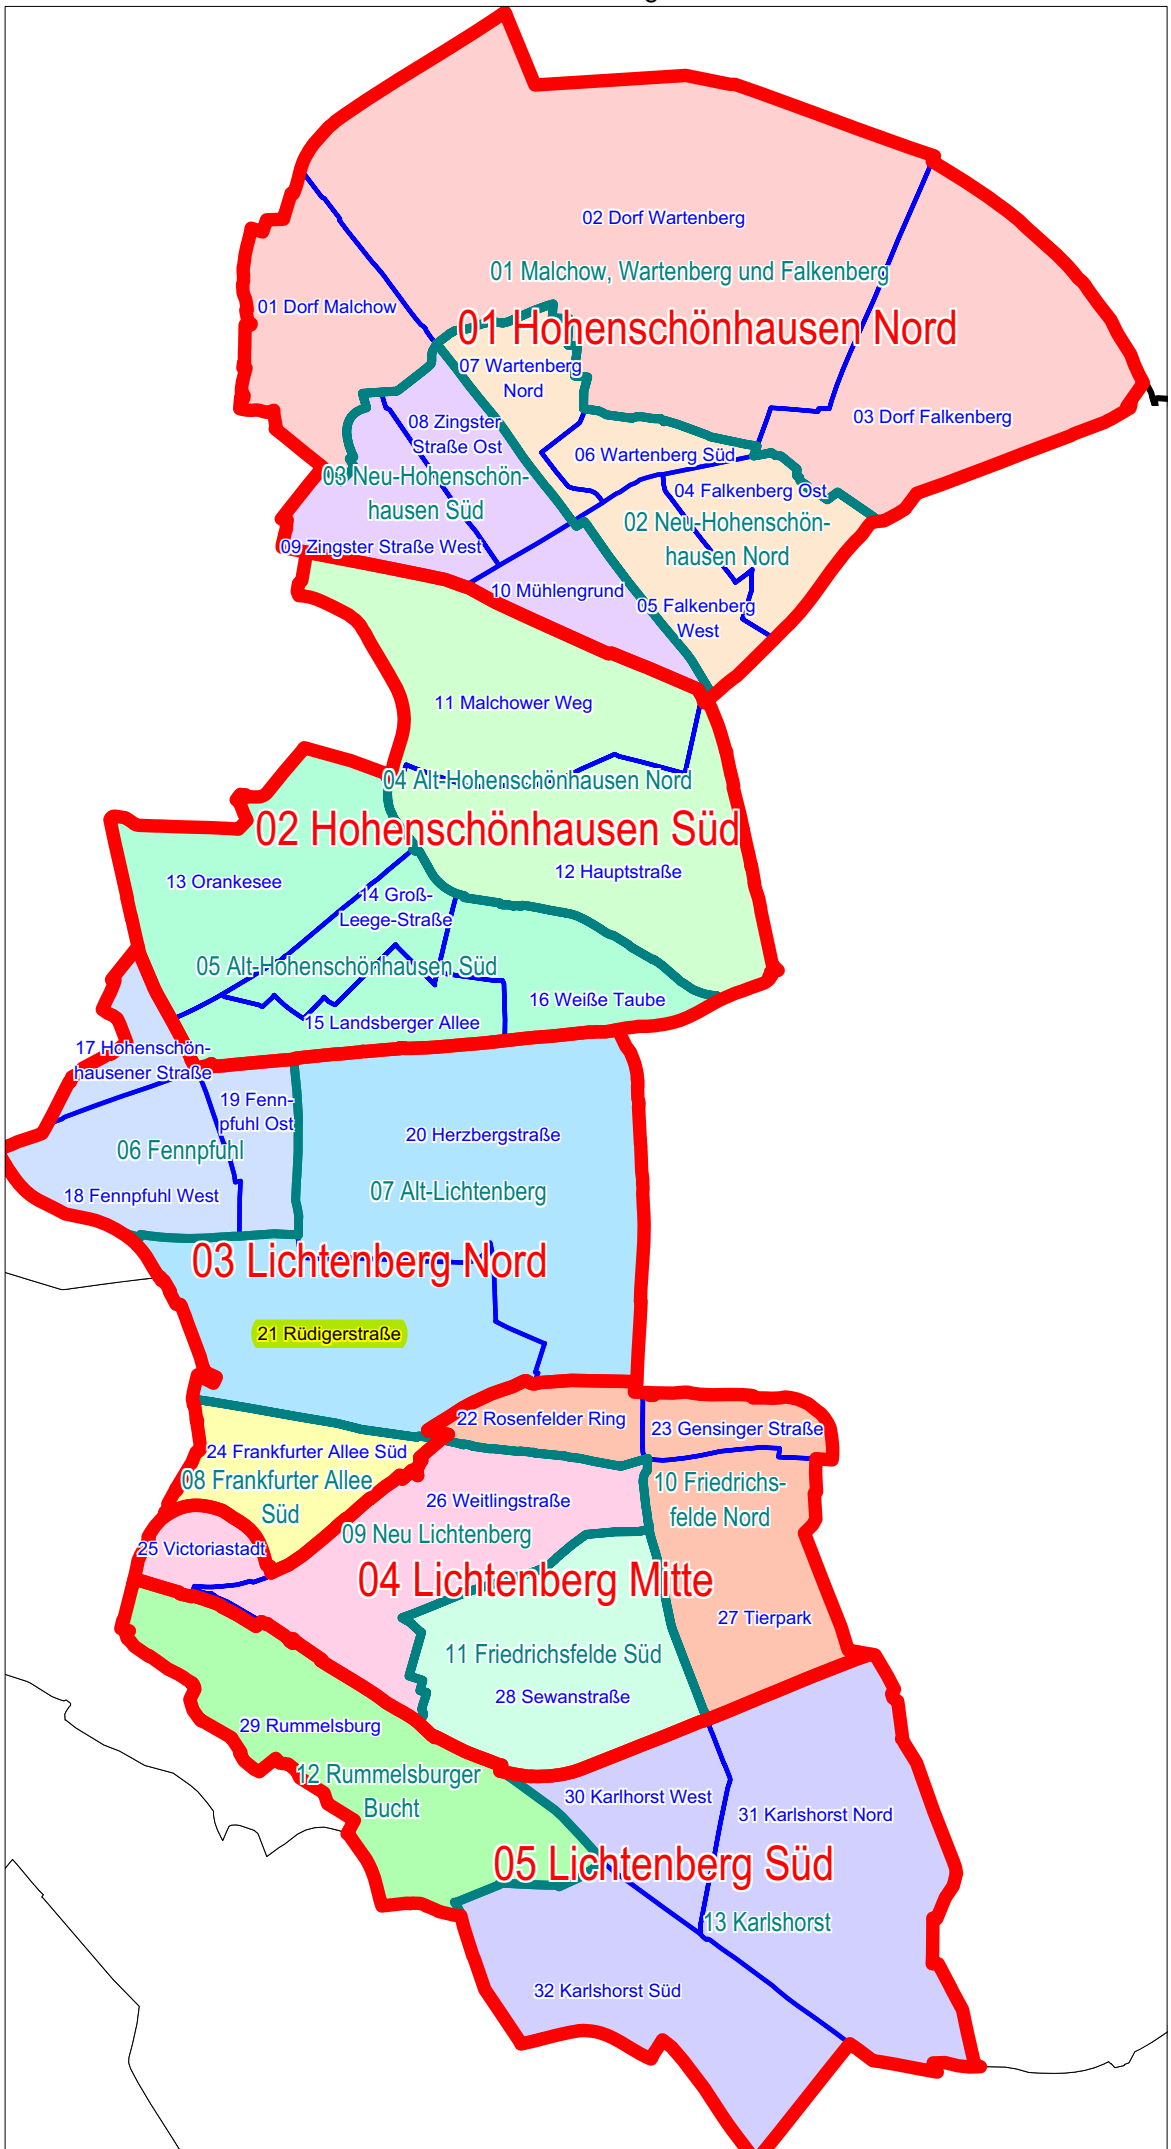 02 Dorf Wartenberg
01 Malchow, Wartenberg und Falkenberg
01 Dorf Malchow
01 Hohenschönhausen Nord
07 Wartenberg
Nord
03 Dorf Falkenberg
08 Zingster
Straße Ost
06 Wartenberg Süd
03 Neu-Hohenschön-
hausen Süd
04 Falkenberg Ost
02 Neu-Hohenschön-
hausen Nord
09 Zingster Straße West
10 Mühlengrund
05 Falkenberg
West
11 Malchower Weg
04 Alt-Hohenschönhausen Nord
02 Hohenschönhausen Süd
12 Hauptstraße
13 Orankesee
14 Groß-
Leege-Straße
05 Alt-Hohenschönhausen Süd
16 Weiße Taube
15 Landsberger Allee
17 Hohenschön-
hausener Straße
19 Fenn-
pfuhl Ost
20 Herzbergstraße
06 Fennpfuhl
07 Alt-Lichtenberg
18 Fennpfuhl West
03 Lichtenberg Nord
21 Rüdigerstraße
22 Rosenfelder Ring
23 Gensinger Straße
24 Frankfurter Allee Süd
08 Frankfurter Allee
Süd
10 Friedrichs-
felde Nord
26 Weitlingstraße
09 Neu Lichtenberg
25 Victoriastadt
04 Lichtenberg Mitte
27 Tierpark
11 Friedrichsfelde Süd
28 Sewanstraße
29 Rummelsburg
12 Rummelsburger
Bucht
30 Karlhorst West
31 Karlshorst Nord
05 Lichtenberg Süd
13 Karlshorst
32 Karlshorst Süd